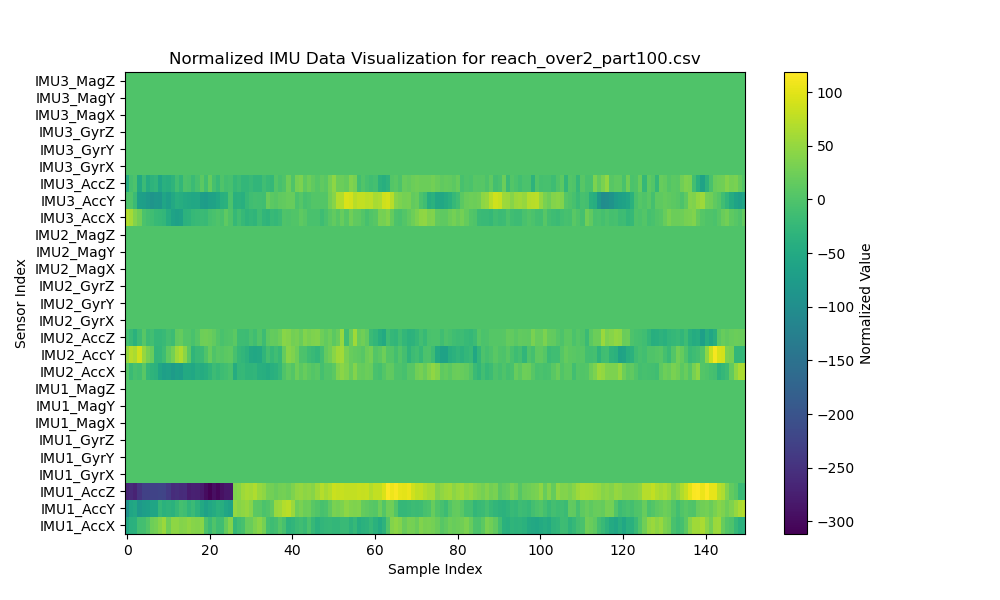 Normalized IMU Data Visualization for reach_over2_part100.csv
IMU3_MagZ
IMU3_MagY
IMU3_MagX
IMU3_GyrZ
IMU3_GyrY
IMU3_GyrX
IMU3_AccZ
IMU3_AccY
IMU3_AccX
IMU2_MagZ
IMU2_MagY
IMU2_MagX
IMU2_GyrZ
IMU2_GyrY
IMU2_GyrX
IMU2_AccZ
IMU2_AccY
IMU2_AccX
IMU1_MagZ
IMU1_MagY
IMU1_MagX
IMU1_GyrZ
IMU1_GyrY
IMU1_GyrX
IMU1_AccZ
IMU1_AccY
IMU1_AccX
Sensor Index
0 20 40 60 80 100 120 140
Sample Index
100
50
0
−50
−100
−150
−200
−250
−300
Normalized Value